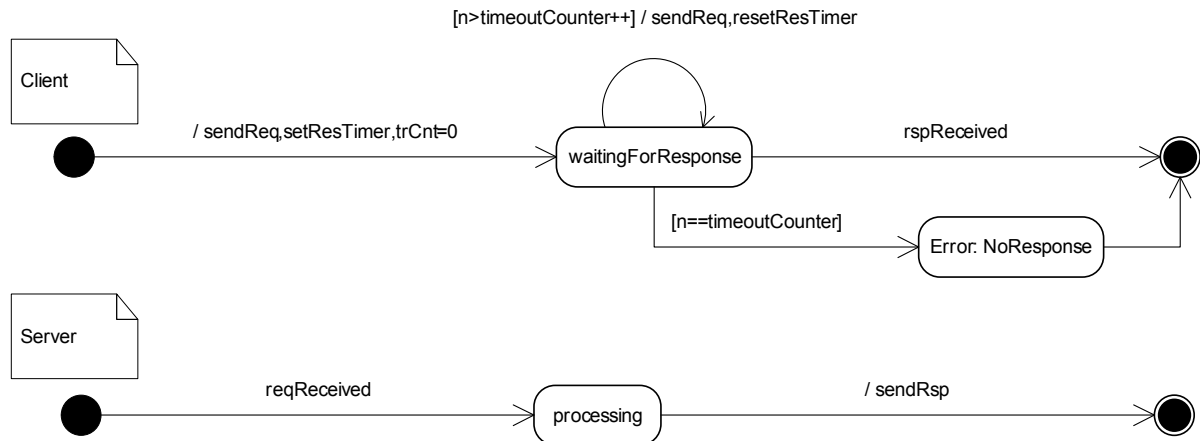 [n>timeoutCounter++] / sendReq,resetResTimer
Client
/ sendReq,setResTimer,trCnt=0
waitingForResponse
rspReceived
[n==timeoutCounter]
Error: NoResponse
Server
reqReceived
processing
/ sendRsp